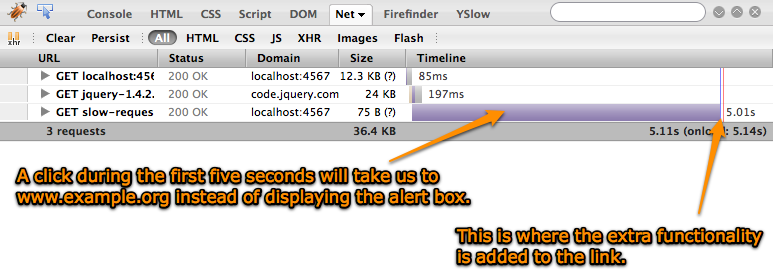 HTML CSS Script DOM Net Firefinder YSlow
Clear Persist All HTML CSS JS XHR Images Flash
xhr
URL Status Domain Size Timeline
GET localhost:456 200 OK localhost:4567 12.3 KB (?) 85ms
GET jquery-1.4.2. 200 OK code.jquery.com 24 KB 197ms
GET slow-reques 200 OK localhost:4567 75 B (?) 5.01s
3 requests 36.4 KB 5.11s (onload: 5.14s)
A click during the first five seconds will take us to
www.example.org instead of displaying the alert box.
This is where the extra functionality
is added to the link.